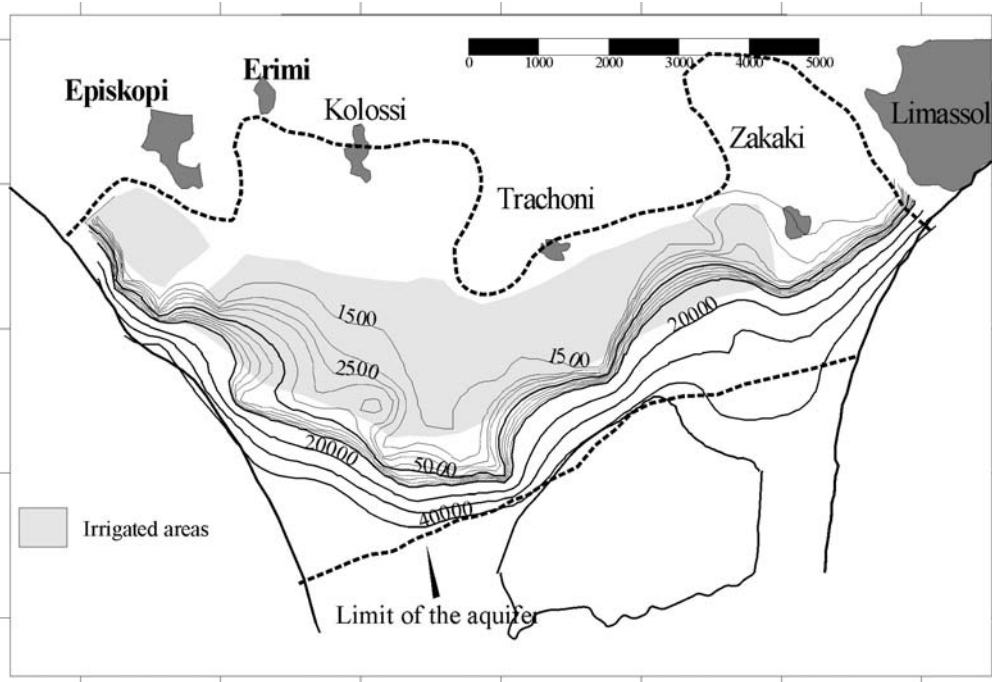 Episkopi
Erimi
Kolossi
0 1000 2000 3000 4000 5000
Zakaki
Limassol
Trachoni
1500
2500
1500
20000
20000
5000
40000
Irrigated areas
Limit of the aquifer